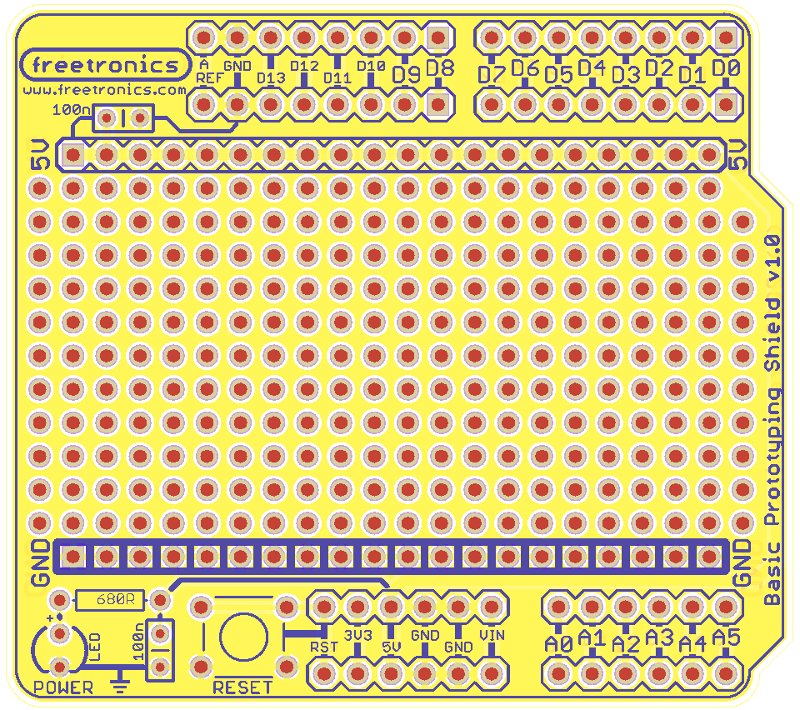 freetronics
www.freetronics.com
A REF GND D13 D12 D11 D10 D9 D8 D7 D6 D5 D4 D3 D2 D1 D0
100n
5V 5V
Basic Prototyping Shield v1.0
GND GND
680R
+
LED
100n
POWER
RESET
RST 3V3 5V GND GND VIN
A0 A1 A2 A3 A4 A5